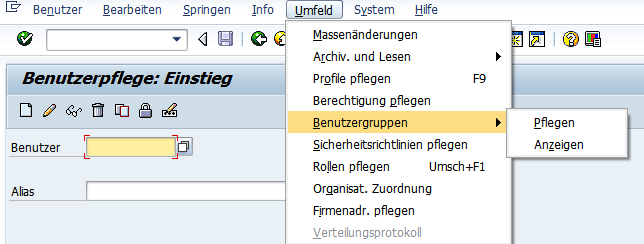 Benutzer Bearbeiten Springen Info Umfeld System Hilfe
Massenänderungen
Archiv. und Lesen
Profile pflegen F9
Benutzerpflege: Einstieg
Berechtigung pflegen
Benutzergruppen
Pflegen
Sicherheitsrichtlinien pflegen
Anzeigen
Benutzer
Rollen pflegen Umsch+F1
Organisat. Zuordnung
Alias
Firmenadr. pflegen
Verteilungsprotokoll